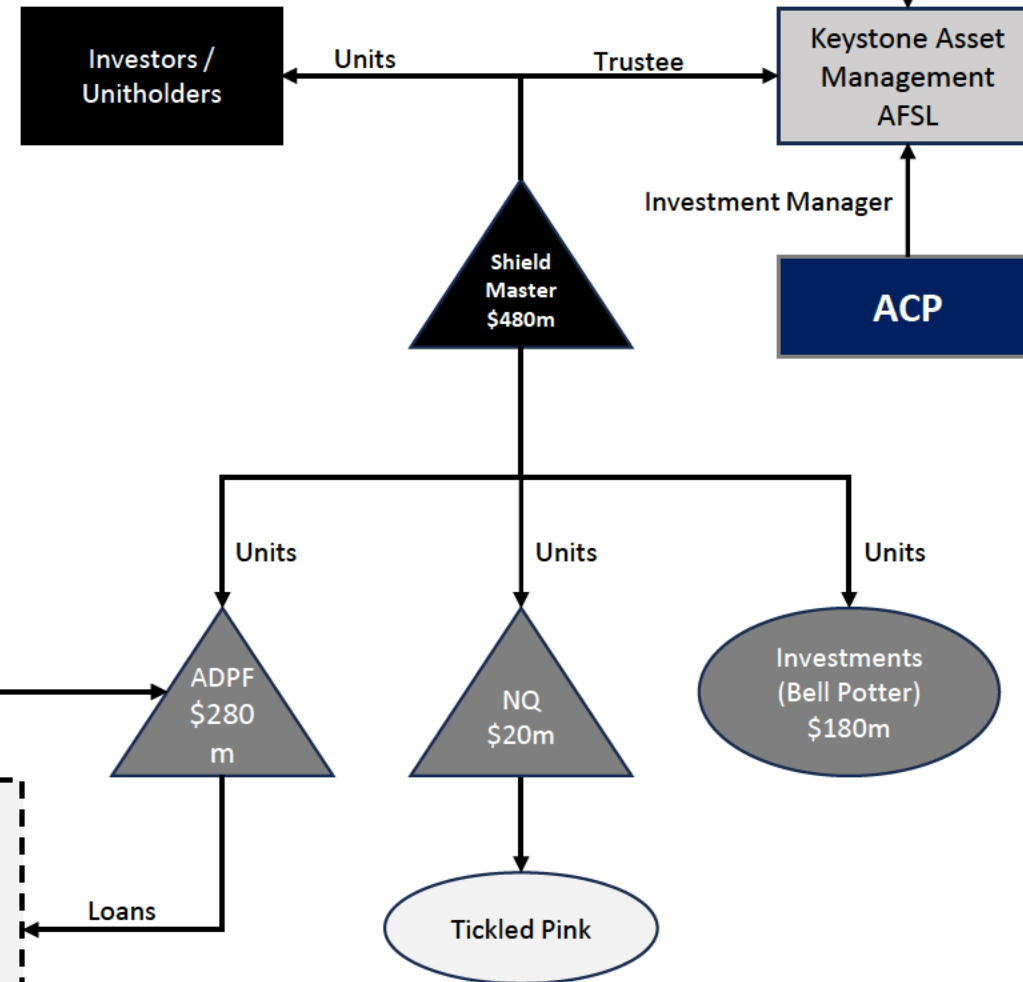 Investors /
Unitholders
Units
Trustee
Keystone Asset
Management
AFSL
Investment Manager
ACP
Shield
Master
$480m
Units
Units
Units
ADPF
$280
m
NQ
$20m
Investments
(Bell Potter)
$180m
Loans
Tickled Pink